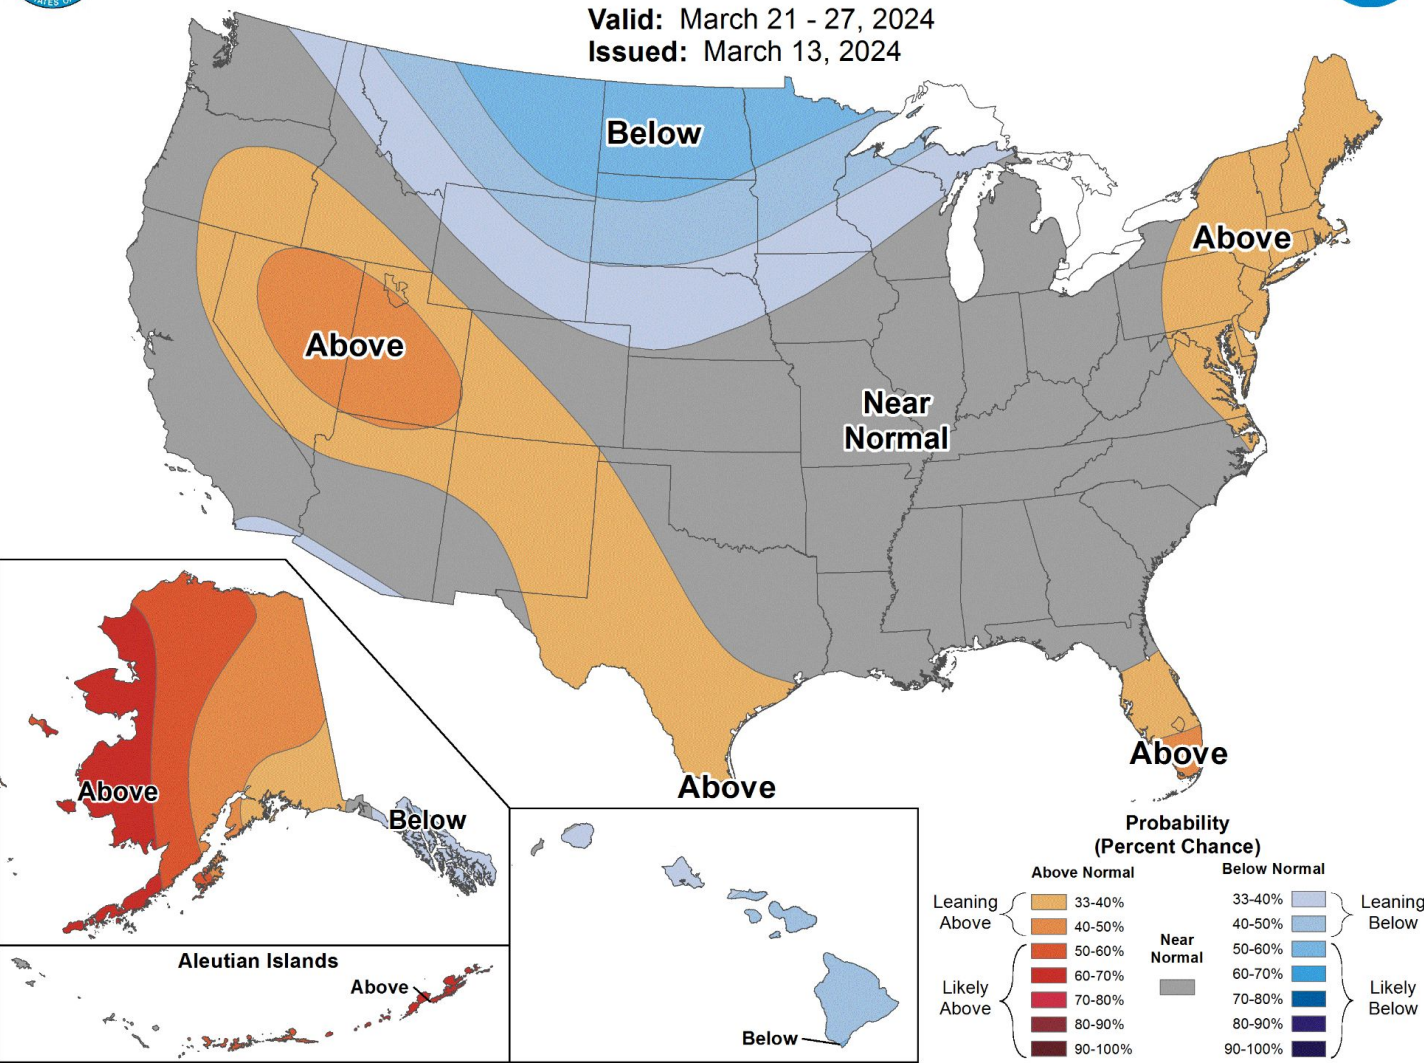 TATES OF
Valid: March 21 - 27, 2024
Issued: March 13, 2024
Below
Above
Above
Near
Normal
Above
Above
Above
Below
Aleutian Islands
Above
Below
Probability
(Percent Chance)
Above Normal
Below Normal
Leaning
Above
33-40%
40-50%
Likely
Above
50-60%
60-70%
70-80%
80-90%
90-100%
Near
Normal
33-40%
40-50%
Leaning
Below
50-60%
60-70%
70-80%
80-90%
90-100%
Likely
Below